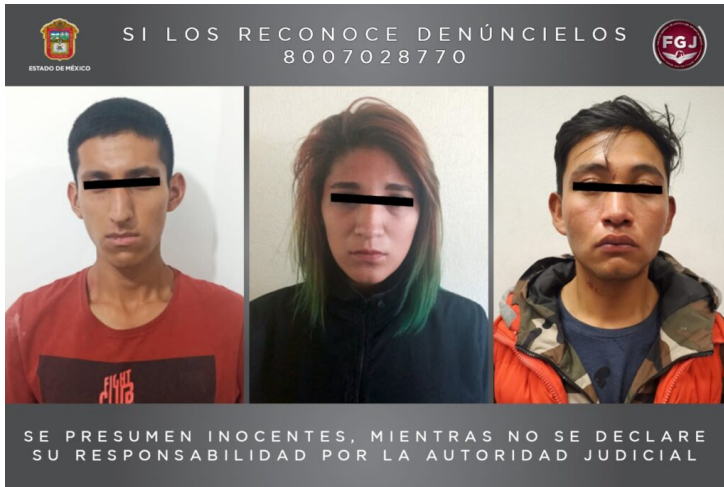 SI LOS RECONOCE DENÚNCIELOS
8007028770
ESTADO DE MÉXICO
FGJ
FIGHT
CLUB
SE PRESUMEN INOCENTES, MIENTRAS NO SE DECLARE
SU RESPONSABILIDAD POR LA AUTORIDAD JUDICIAL